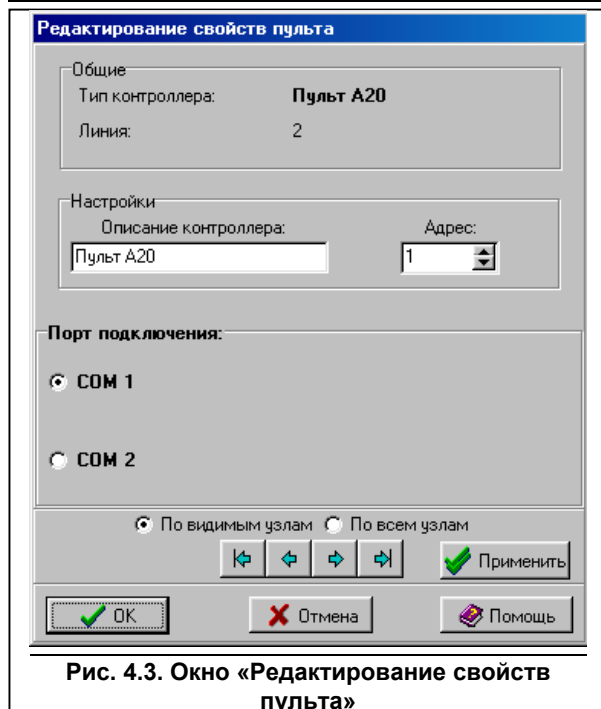 Редактирование свойств пульта
Общие
Тип контроллера: Пульт А20
Линия: 2
Настройки
Описание контроллера: Адрес:
Пульт А20 1
Порт подключения:
COM 1
COM 2
По видимым узлам По всем узлам
Применить
OK Отмена Помощь
Рис. 4.3. Окно «Редактирование свойств
пульта»